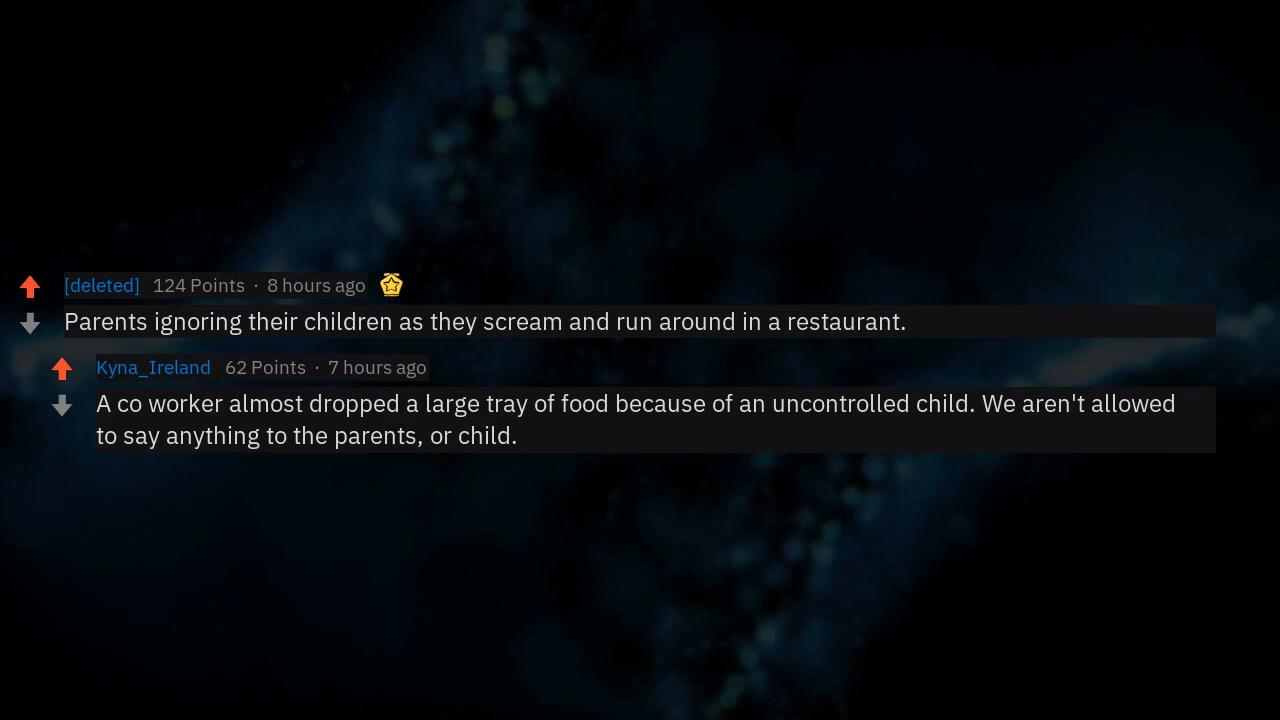 [deleted] 124 Points · 8 hours ago
Parents ignoring their children as they scream and run around in a restaurant.
Kyna_Ireland 62 Points · 7 hours ago
A co worker almost dropped a large tray of food because of an uncontrolled child. We aren't allowed
to say anything to the parents, or child.